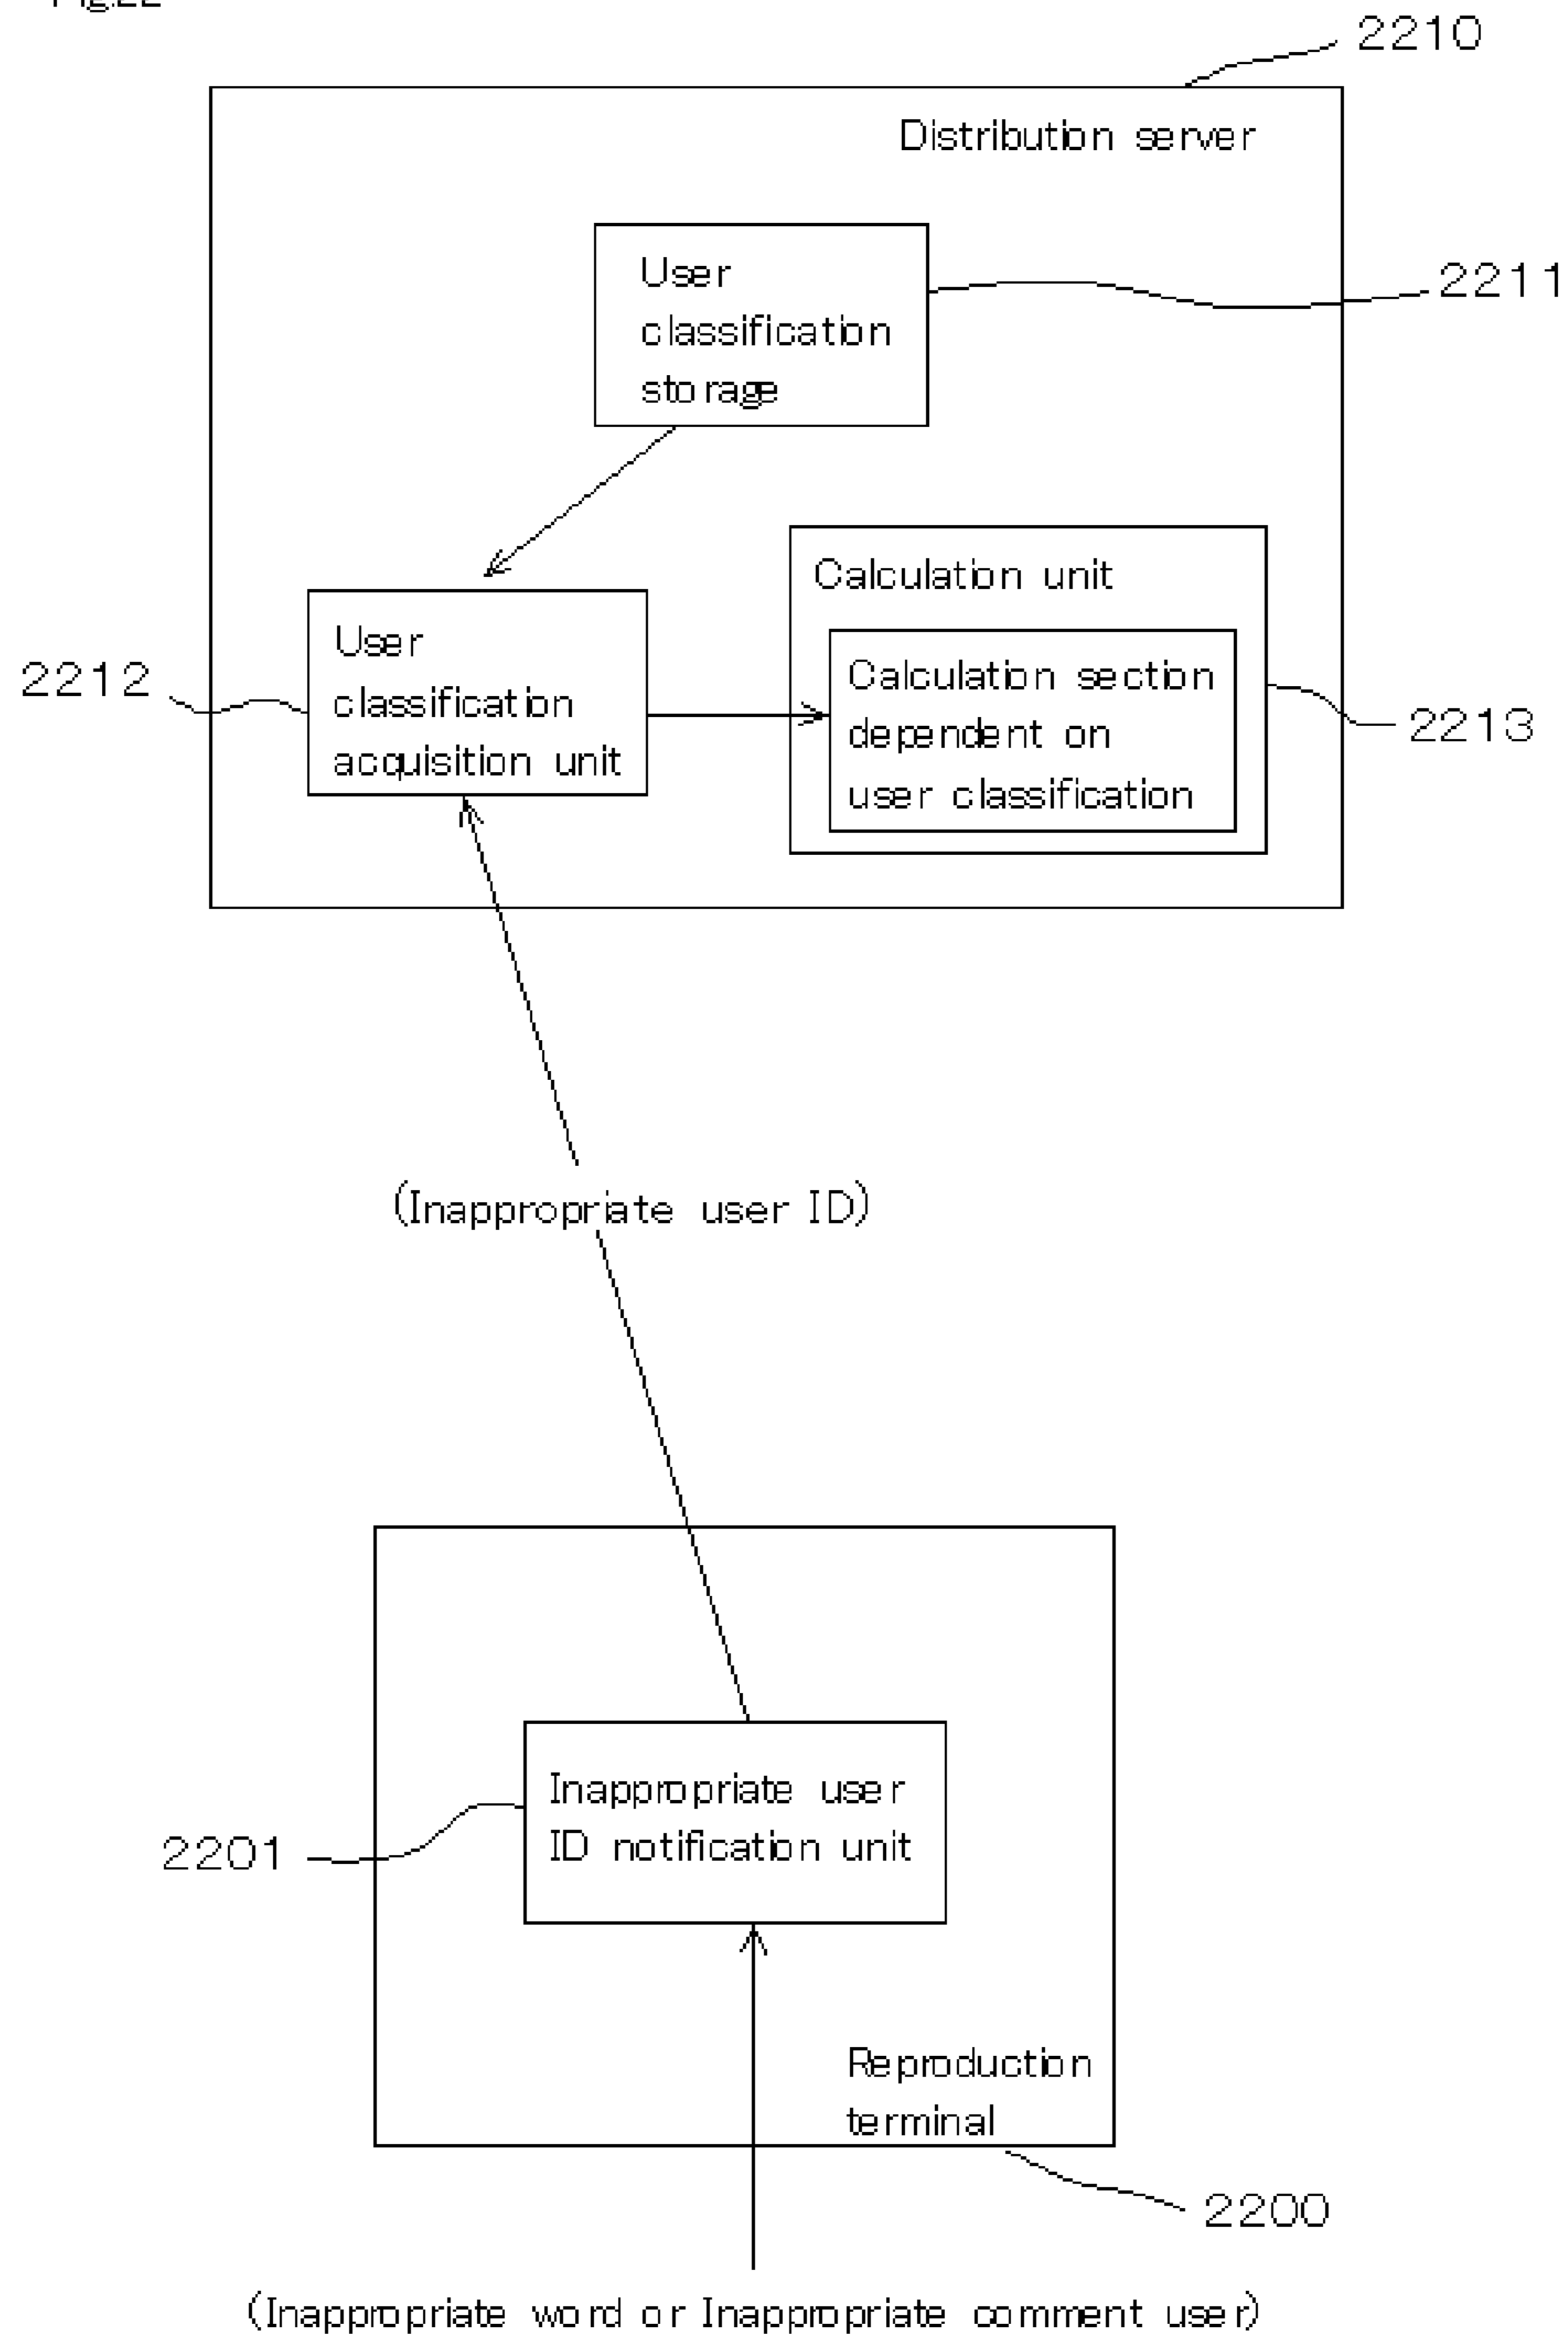 Fig.22
2210
Distribution server
User
classification
storage
2211
Calculation unit
User
classification
acquisition unit
2212
Calculation section
dependent on
user classification
2213
(Inappropriate user ID)
Inappropriate user
ID notification unit
2201
Reproduction
terminal
2200
(Inappropriate word or Inappropriate comment user)